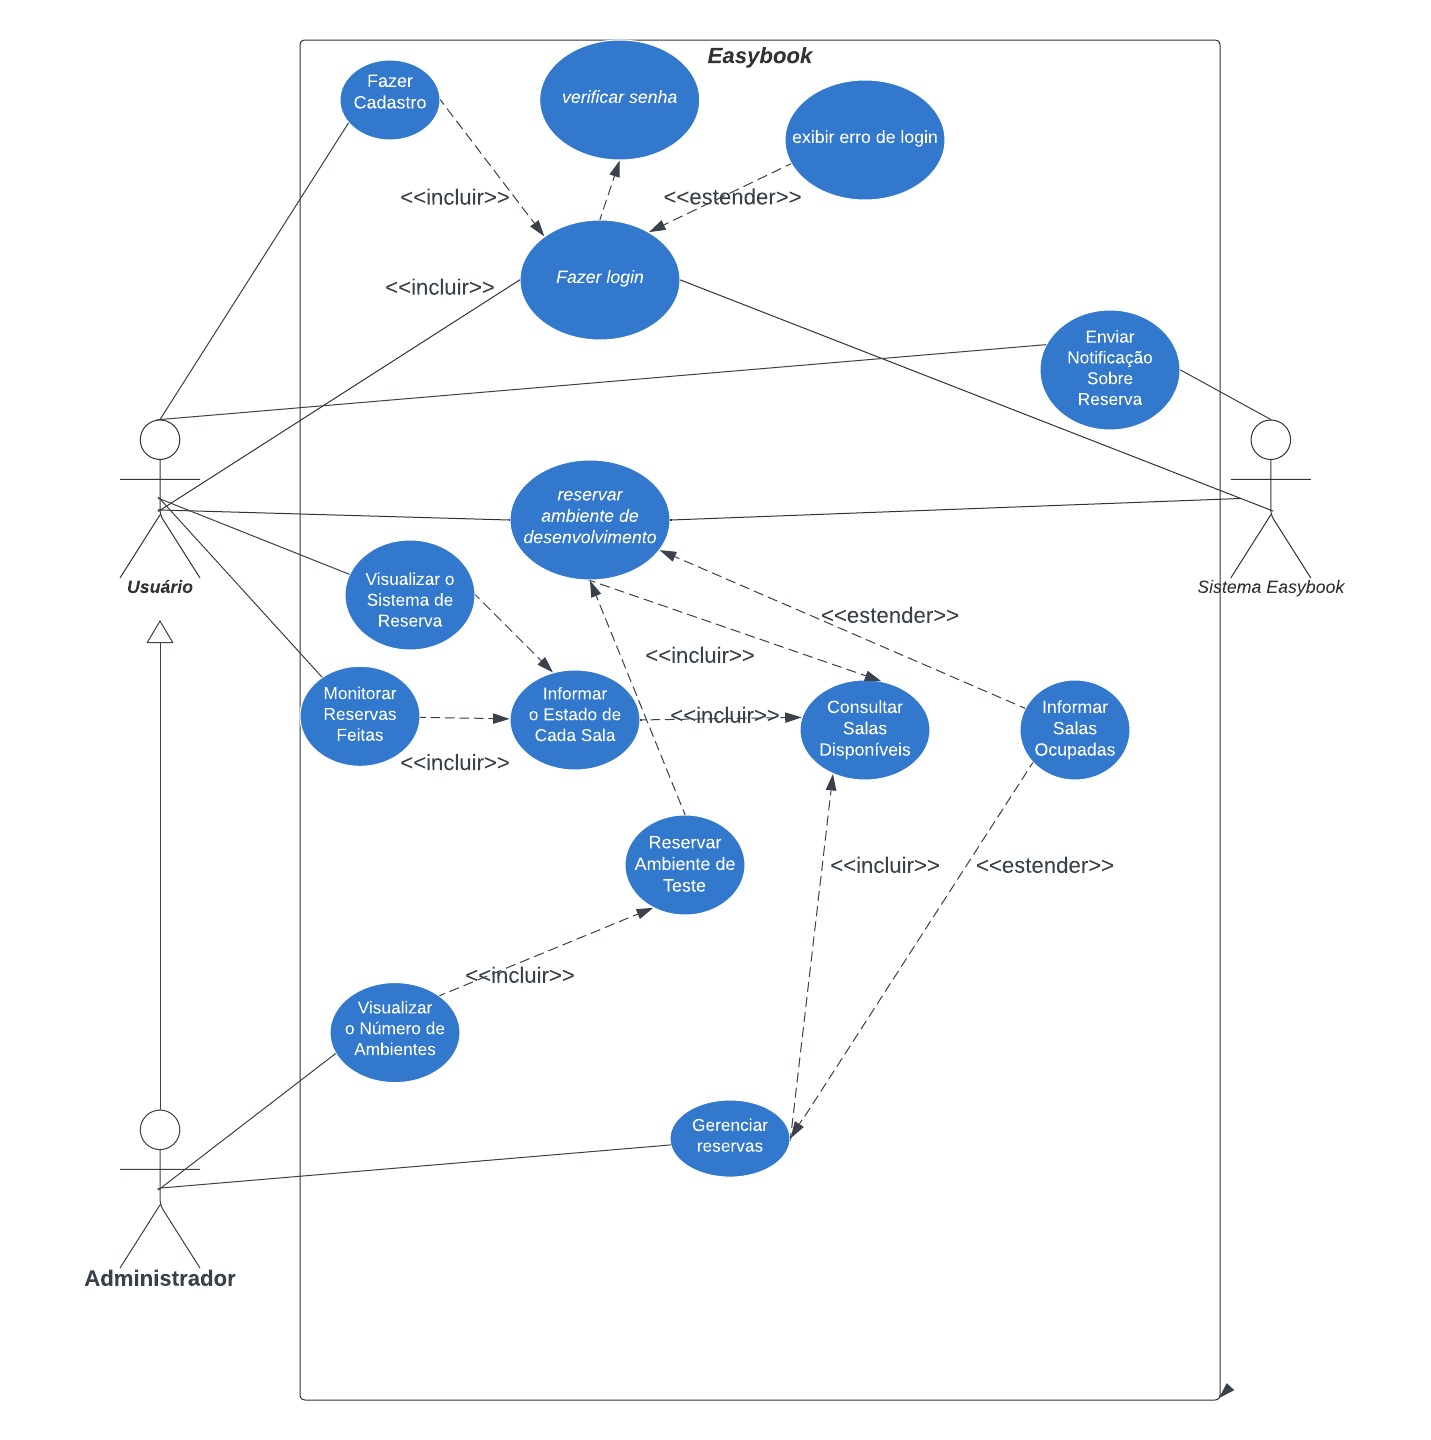 Easybook
Fazer
Cadastro
verificar senha
exibir erro de login
<<incluir>>
<<estender>>
Fazer login
<<incluir>>
Enviar
Notificação
Sobre
Reserva
reservar
ambiente de
desenvolvimento
Usuário
Sistema Easybook
Visualizar o
Sistema de
Reserva
<<estender>>
<<incluir>>
Monitorar
Reservas
Feitas
Informar
o Estado de
Cada Sala
<<incluir>>
Consultar
Salas
Disponíveis
Informar
Salas
Ocupadas
<<incluir>>
Reservar
Ambiente de
Teste
<<incluir>>
<<estender>>
<<incluir>>
Visualizar
o Número de
Ambientes
Gerenciar
reservas
Administrador